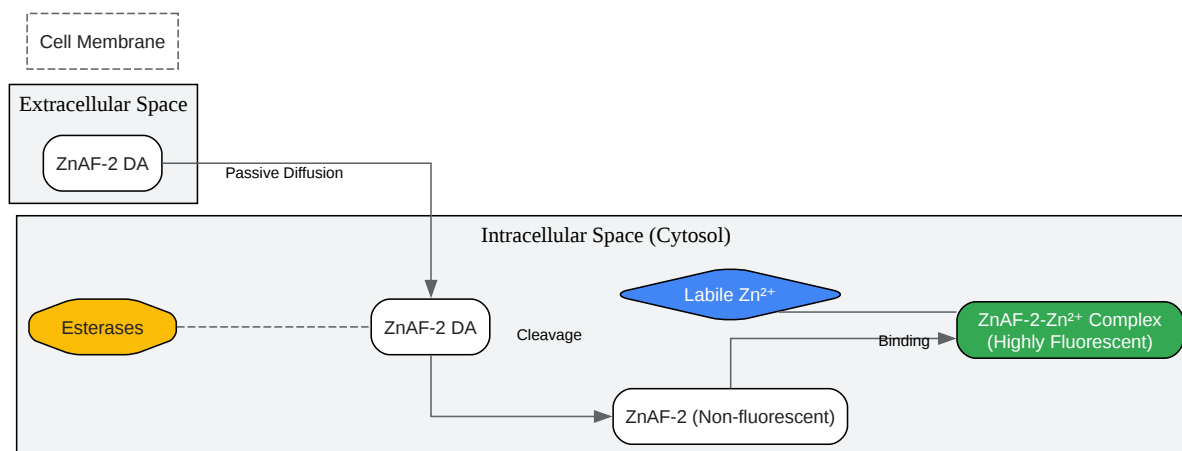 Cell Membrane
Extracellular Space
ZnAF-2 DA
Passive Diffusion
Intracellular Space (Cytosol)
Labile Zn²⁺
Esterases
ZnAF-2 DA
Cleavage
ZnAF-2-Zn²⁺ Complex
(Highly Fluorescent)
Binding
ZnAF-2 (Non-fluorescent)